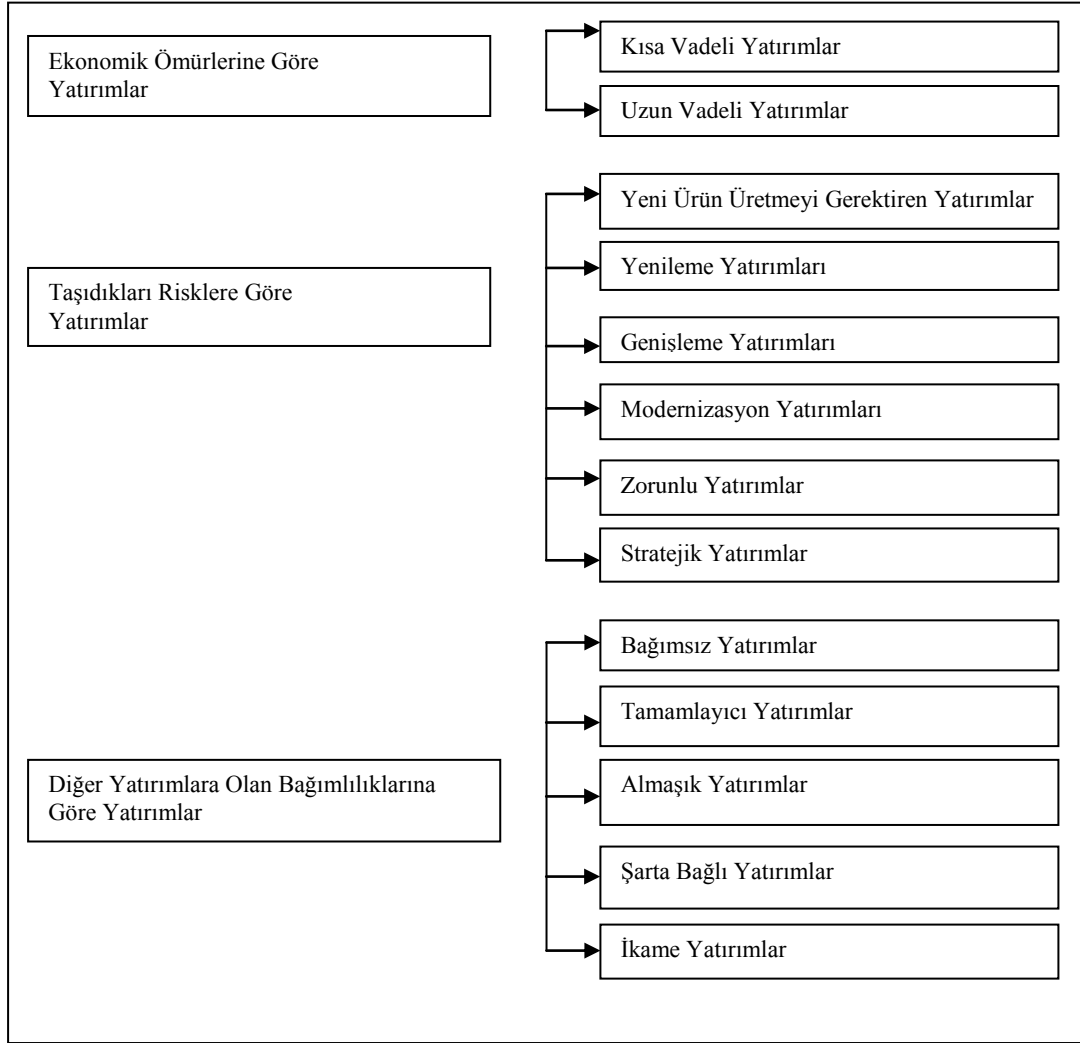 Ekonomik Ömürlerine Göre
Yatırımlar
Kısa Vadeli Yatırımlar
Uzun Vadeli Yatırımlar
Taşıdıkları Risklere Göre
Yatırımlar
Yeni Ürün Üretmeyi Gerektiren Yatırımlar
Yenileme Yatırımları
Genişleme Yatırımları
Modernizasyon Yatırımları
Zorunlu Yatırımlar
Stratejik Yatırımlar
Diğer Yatırımlara Olan Bağımlılıklarına
Göre Yatırımlar
Bağımsız Yatırımlar
Tamamlayıcı Yatırımlar
Almaşık Yatırımlar
Şarta Bağlı Yatırımlar
İkame Yatırımlar